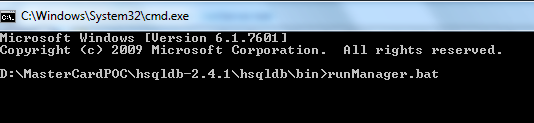 C:\Windows\System32\cmd.exe
Microsoft Windows [Version 6.1.7601]
Copyright (c) 2009 Microsoft Corporation.  All rights reserved.
D:\MasterCardPOC\hsqldb-2.4.1\hsqldb\bin>runManager.bat